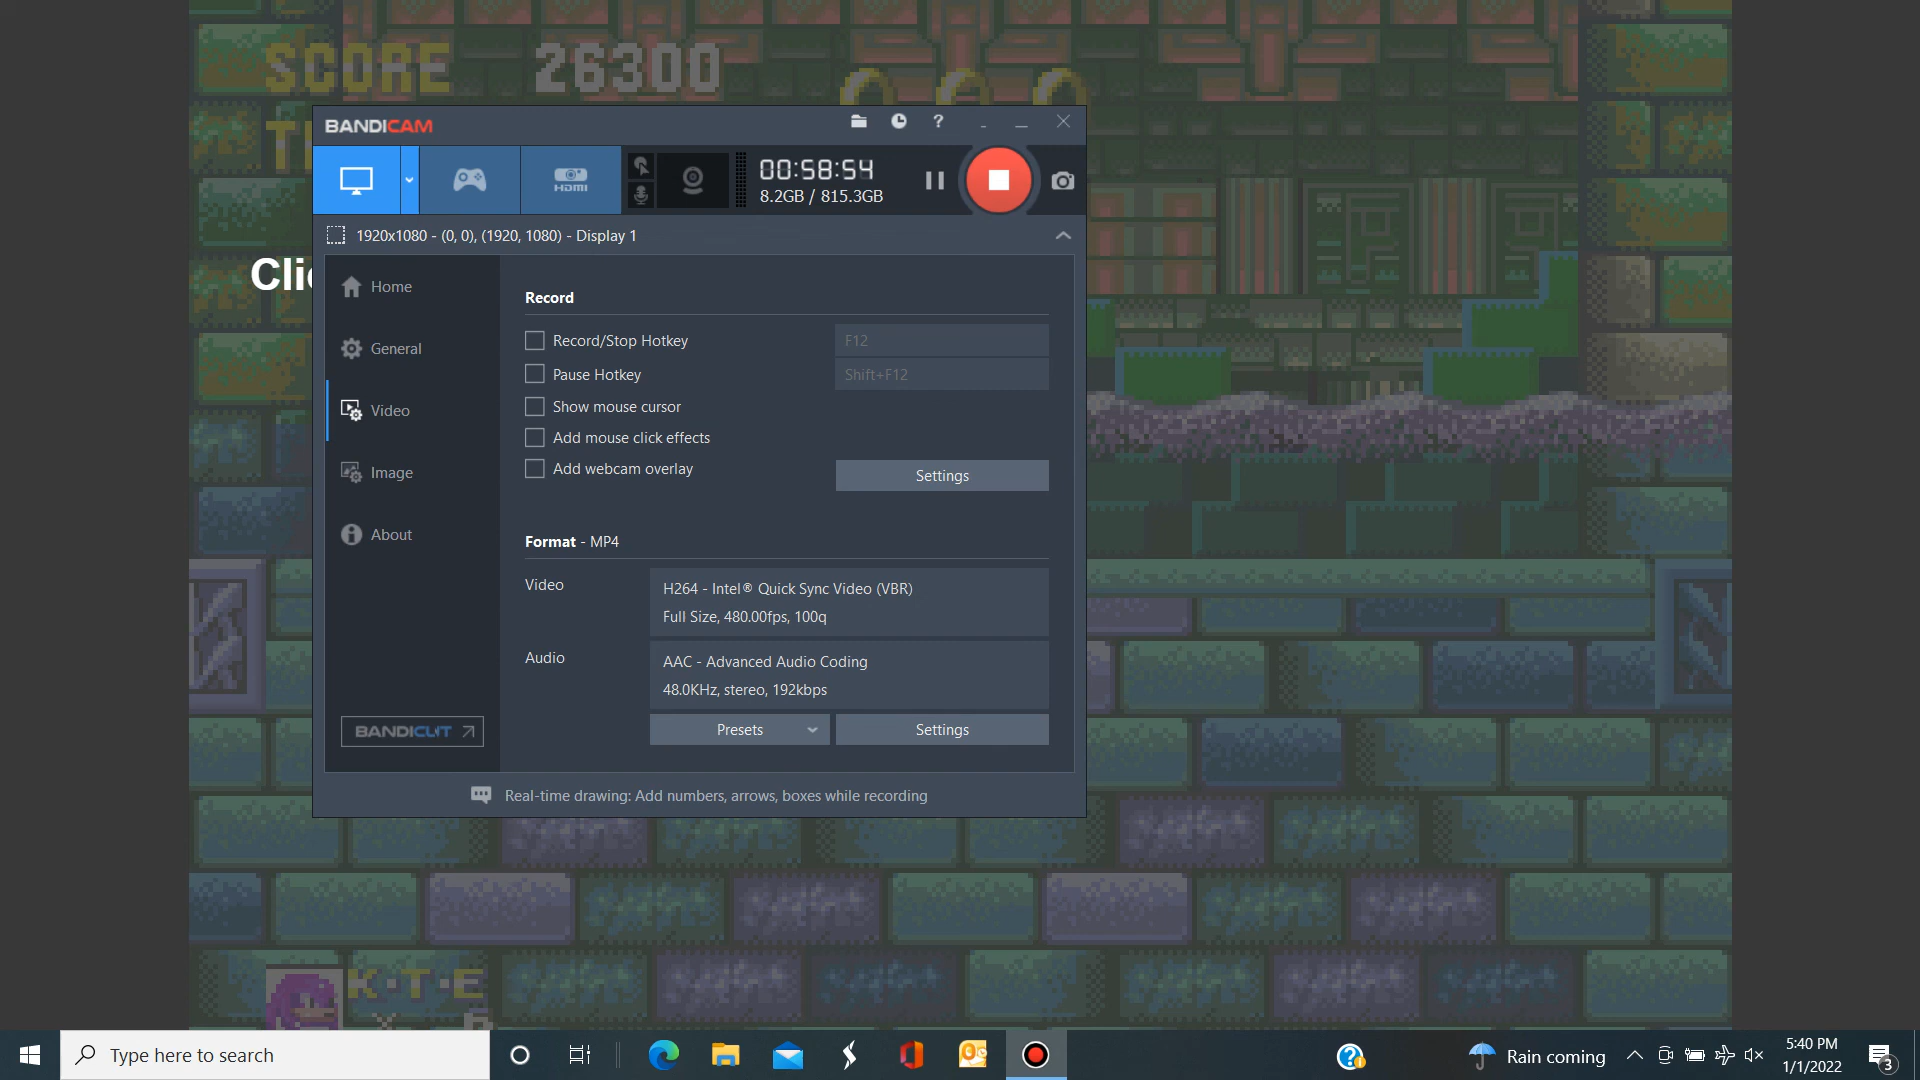 SCORE 26300
BANDICAM
HDMI
00:58:54
8.2GB / 815.3GB
1920x1080 - (0, 0), (1920, 1080) - Display 1
Home
General
Video
Image
About
BANDICUT
Record
Record/Stop Hotkey F12
Pause Hotkey Shift+F12
Show mouse cursor
Add mouse click effects
Add webcam overlay
Settings
Format - MP4
Video
H264 - Intel® Quick Sync Video (VBR)
Full Size, 480.00fps, 100q
Audio
AAC - Advanced Audio Coding
48.0KHz, stereo, 192kbps
Presets
Settings
Real-time drawing: Add numbers, arrows, boxes while recording
K·T·E
Type here to search
Rain coming
5:40 PM
1/1/2022
3